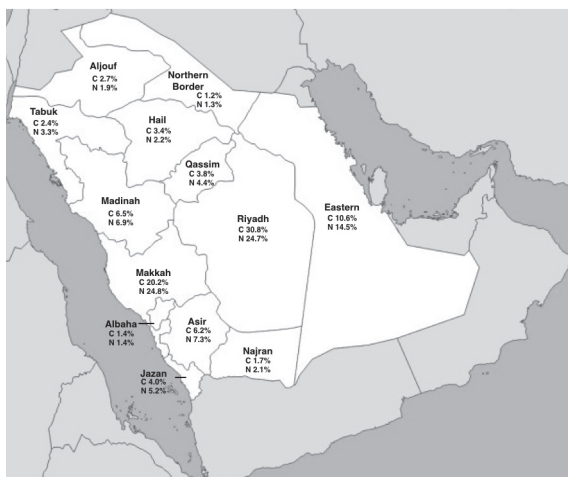 Aljouf
C 2.7%
N 1.9%
Northern
Border
C 1.2%
N 1.3%
Tabuk
C 2.4%
N 3.3%
Hail
C 3.4%
N 2.2%
Qassim
C 3.8%
N 4.4%
Madinah
C 6.5%
N 6.9%
Riyadh
C 30.8%
N 24.7%
Eastern
C 10.6%
N 14.5%
Makkah
C 20.2%
N 24.8%
Albaha
C 1.4%
N 1.4%
Asir
C 6.2%
N 7.3%
Najran
C 1.7%
N 2.1%
Jazan
C 4.0%
N 5.2%